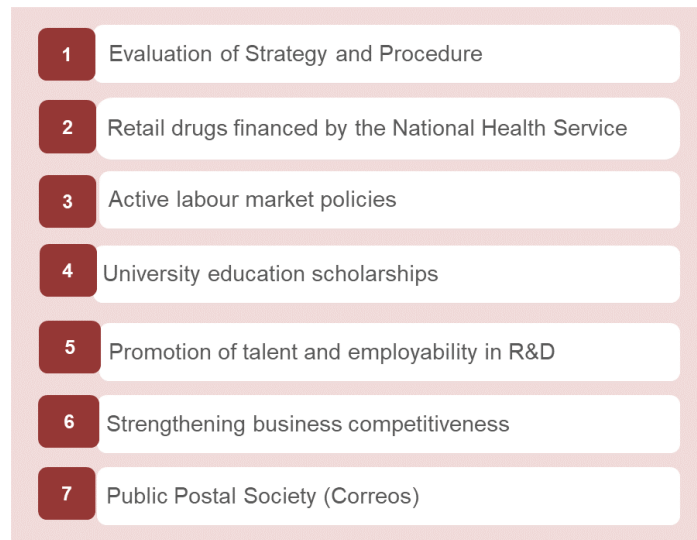 1 Evaluation of Strategy and Procedure
2 Retail drugs financed by the National Health Service
3 Active labour market policies
4 University education scholarships
5 Promotion of talent and employability in R&D
6 Strengthening business competitiveness
7 Public Postal Society (Correos)